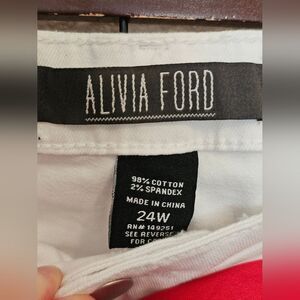 ALIVIA FORD
98% COTTON
2% SPANDEX
MADE IN CHINA
24W
RN# 149251
SEE REVERSE
FOR